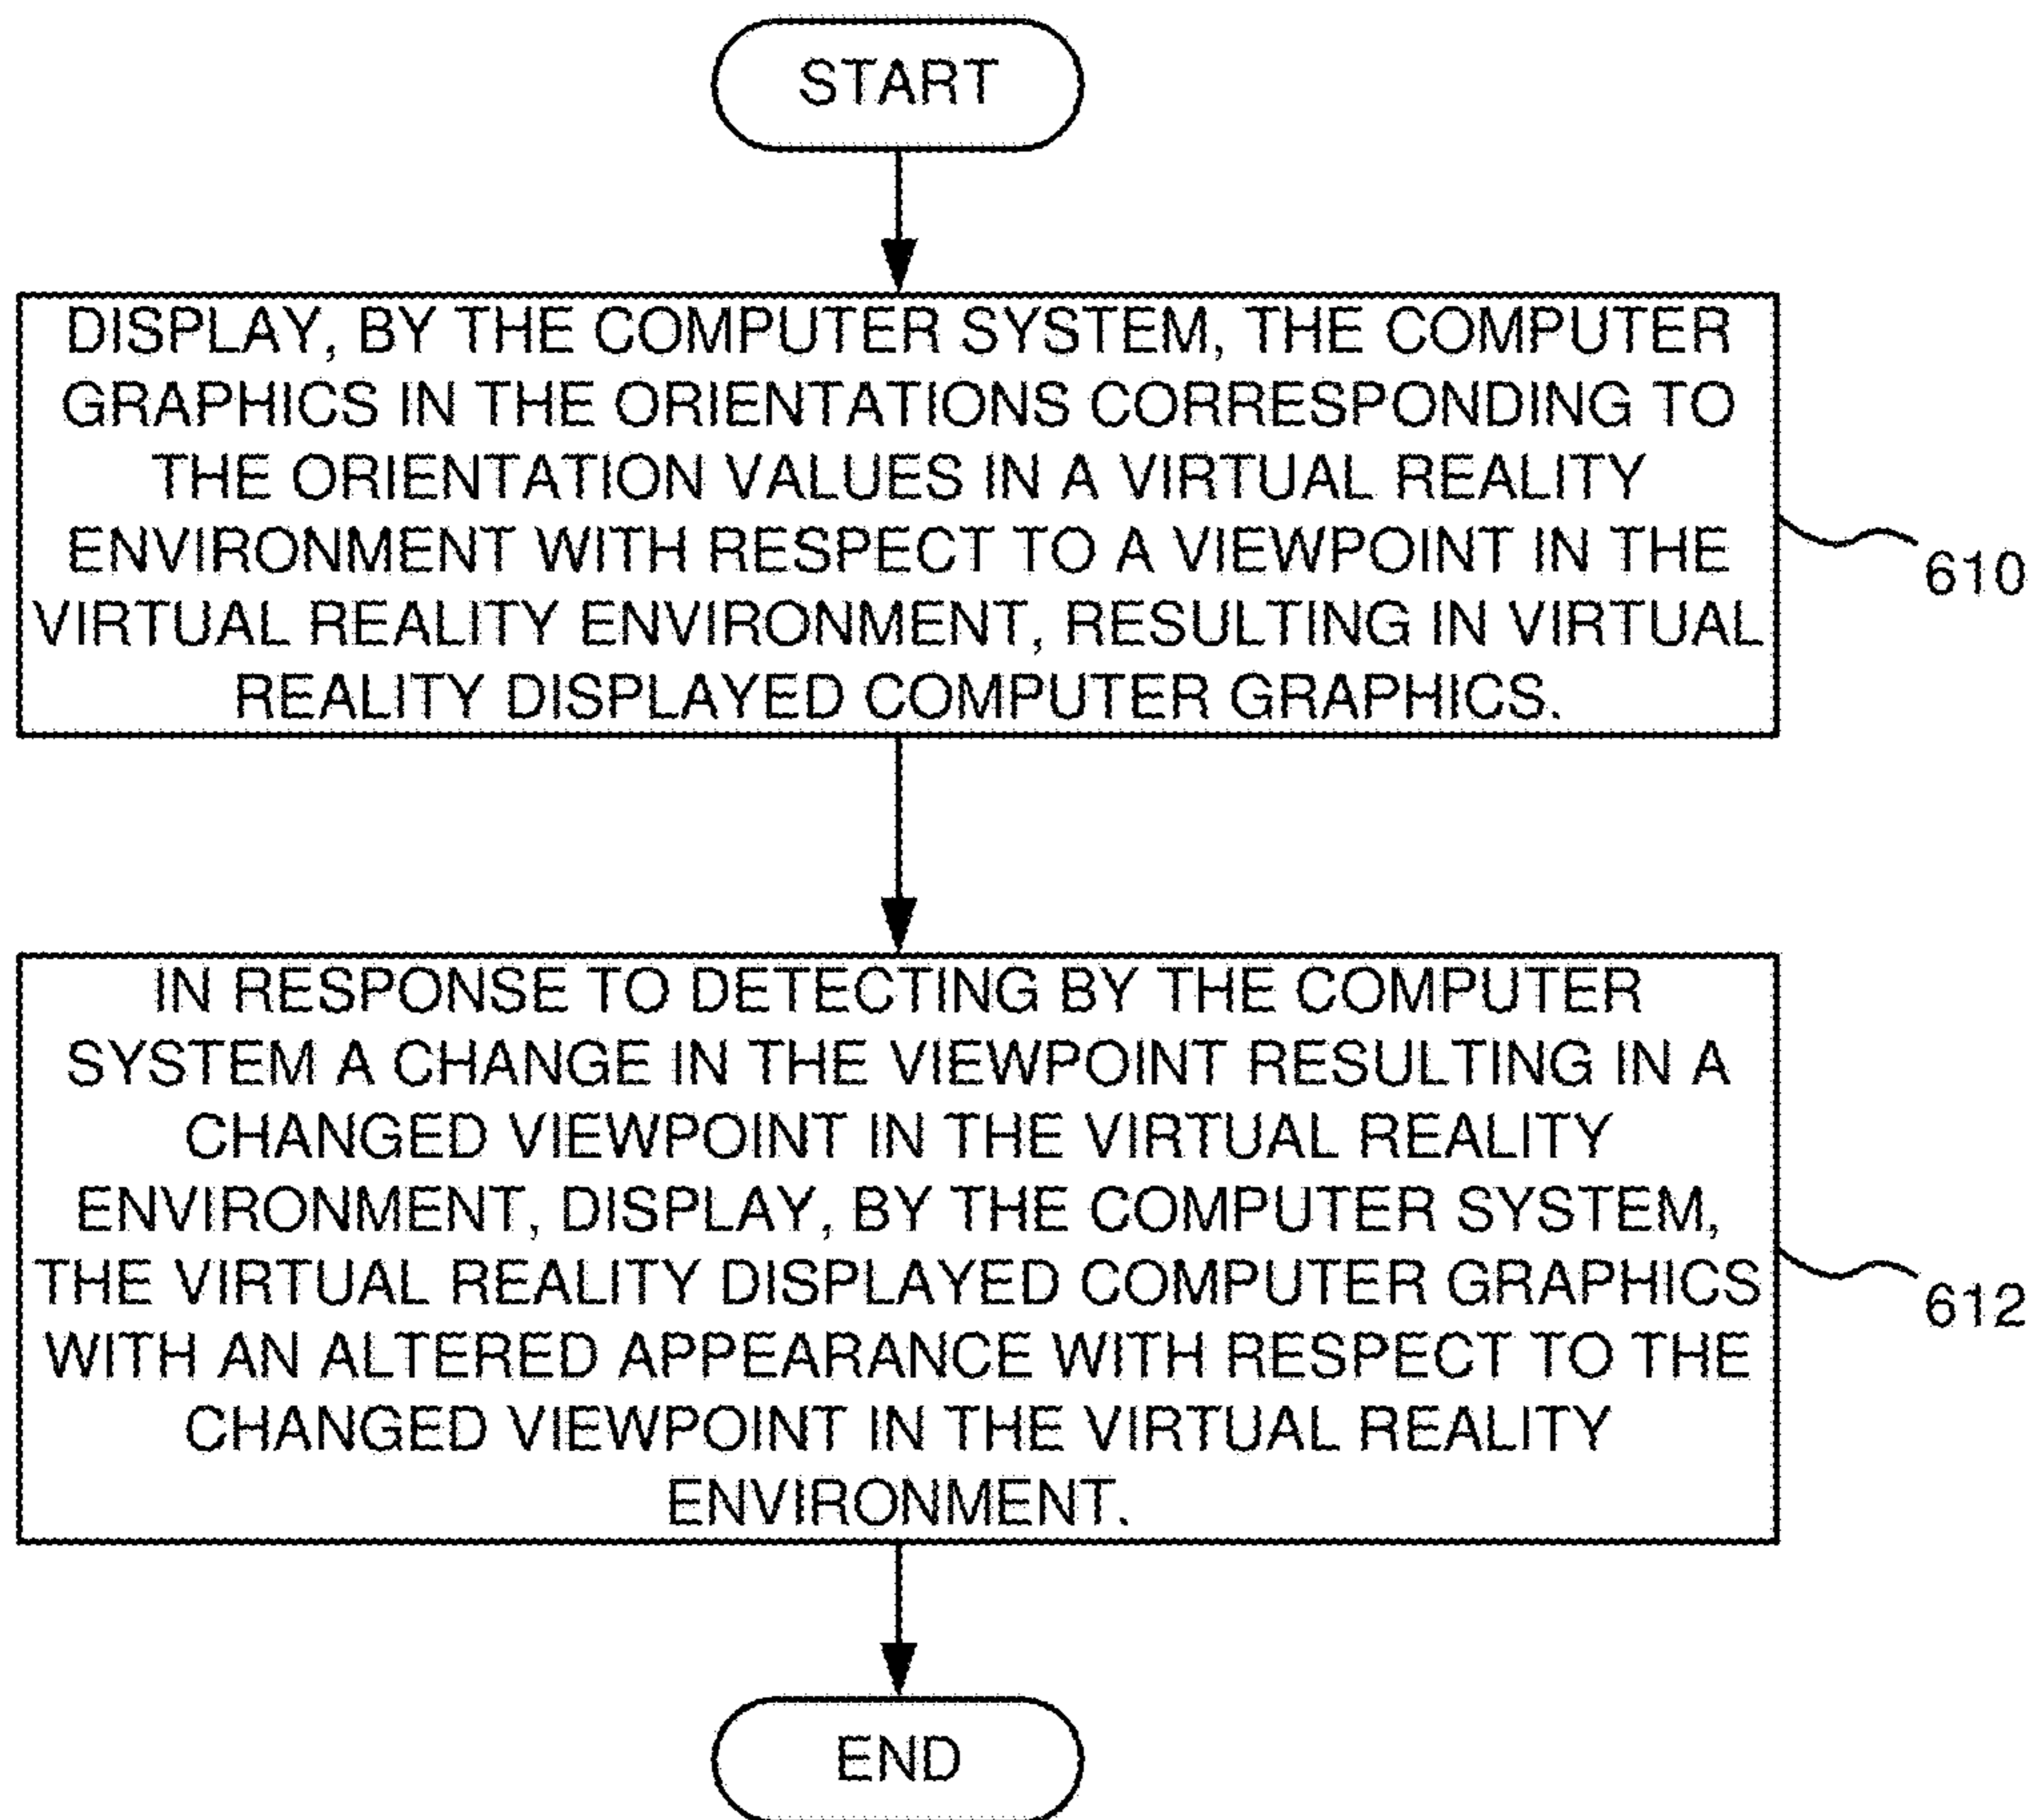 START
DISPLAY, BY THE COMPUTER SYSTEM, THE COMPUTER
GRAPHICS IN THE ORIENTATIONS CORRESPONDING TO
THE ORIENTATION VALUES IN A VIRTUAL REALITY
ENVIRONMENT WITH RESPECT TO A VIEWPOINT IN THE
VIRTUAL REALITY ENVIRONMENT, RESULTING IN VIRTUAL
REALITY DISPLAYED COMPUTER GRAPHICS.
610
IN RESPONSE TO DETECTING BY THE COMPUTER
SYSTEM A CHANGE IN THE VIEWPOINT RESULTING IN A
CHANGED VIEWPOINT IN THE VIRTUAL REALITY
ENVIRONMENT, DISPLAY, BY THE COMPUTER SYSTEM,
THE VIRTUAL REALITY DISPLAYED COMPUTER GRAPHICS
WITH AN ALTERED APPEARANCE WITH RESPECT TO THE
CHANGED VIEWPOINT IN THE VIRTUAL REALITY
ENVIRONMENT.
612
END